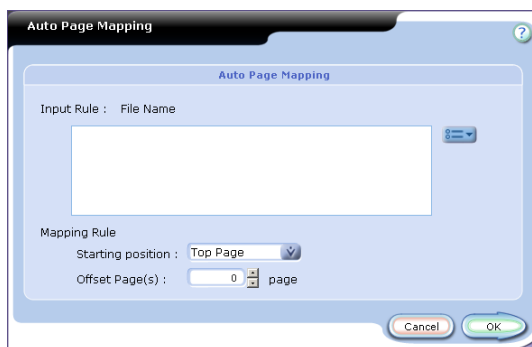 Auto Page Mapping
?
Auto Page Mapping
Input Rule : File Name
Mapping Rule
Starting position : Top Page
Offset Page(s) : 0 page
Cancel OK